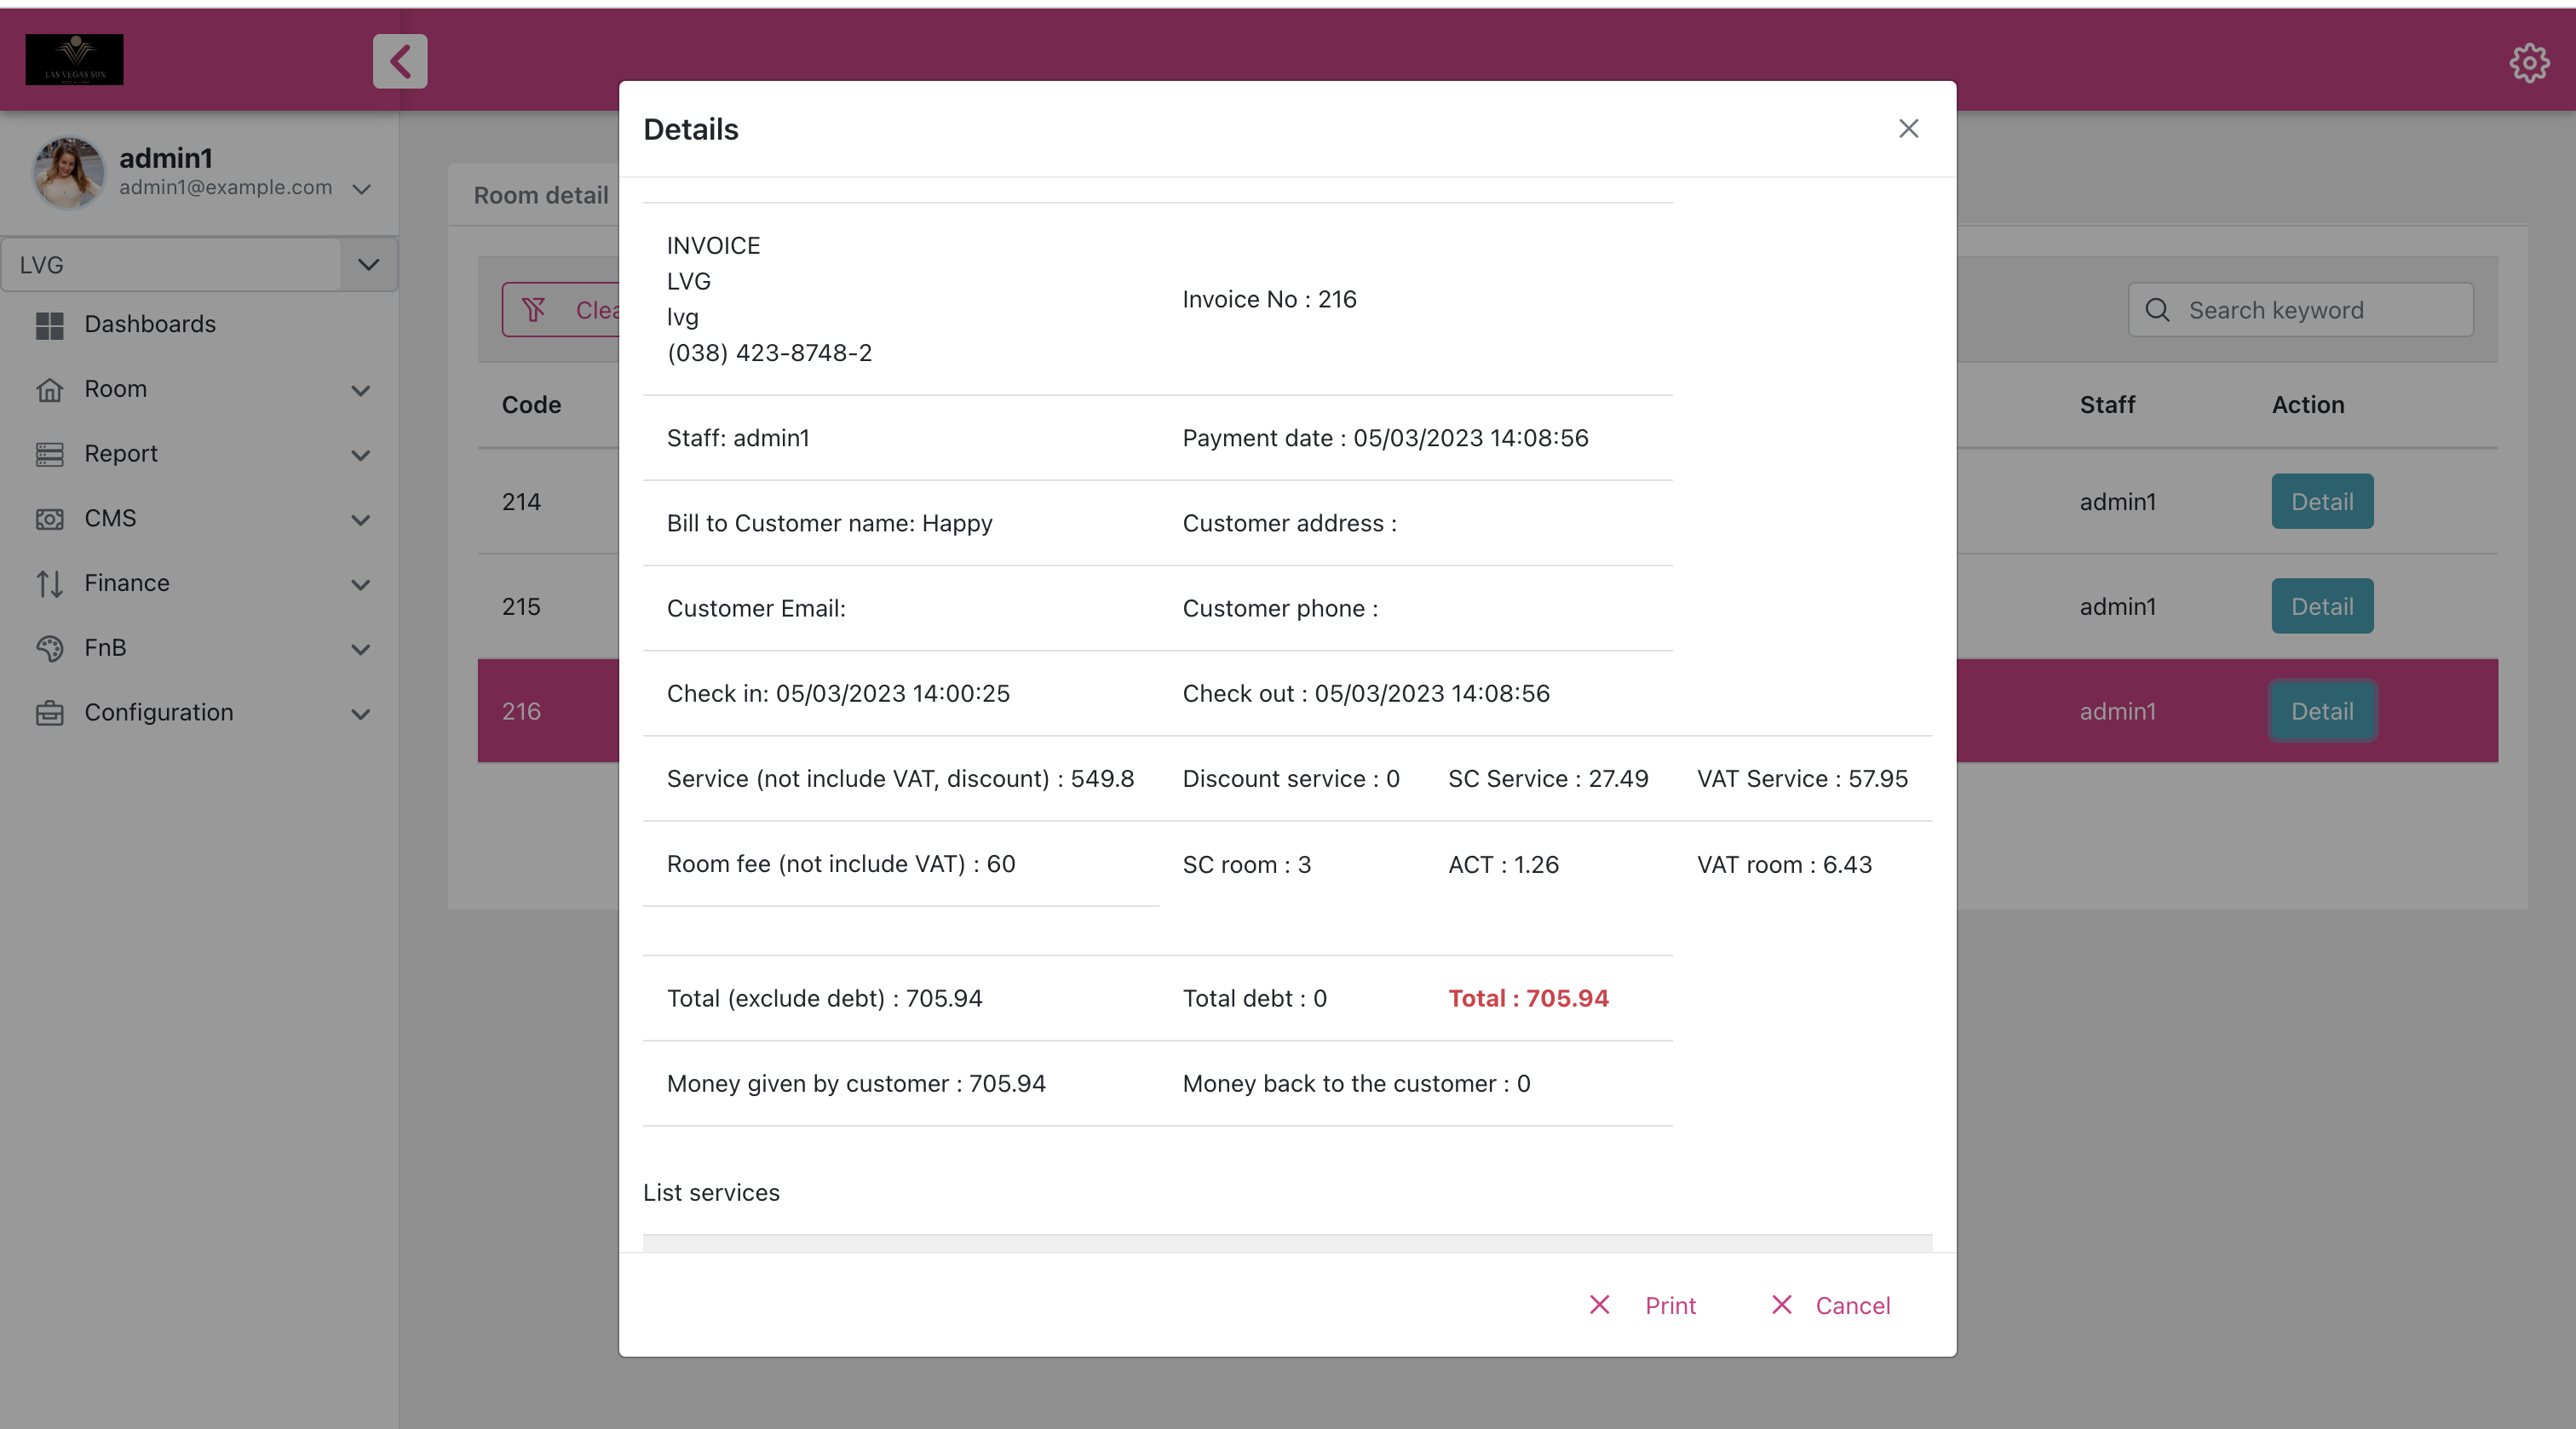 LAS VEGAS SUN
admin1
admin1@example.com
LVG
Dashboards
Room
Report
CMS
Finance
FnB
Configuration
Room detail
Clea
Search keyword
Code
Staff
Action
214
admin1
Detail
215
admin1
Detail
216
admin1
Detail
Details
INVOICE
LVG
lvg
(038) 423-8748-2
Invoice No : 216
Staff: admin1
Payment date : 05/03/2023 14:08:56
Bill to Customer name: Happy
Customer address :
Customer Email:
Customer phone :
Check in: 05/03/2023 14:00:25
Check out : 05/03/2023 14:08:56
Service (not include VAT, discount) : 549.8
Discount service : 0
SC Service : 27.49
VAT Service : 57.95
Room fee (not include VAT) : 60
SC room : 3
ACT : 1.26
VAT room : 6.43
Total (exclude debt) : 705.94
Total debt : 0
Total : 705.94
Money given by customer : 705.94
Money back to the customer : 0
List services
Print
Cancel